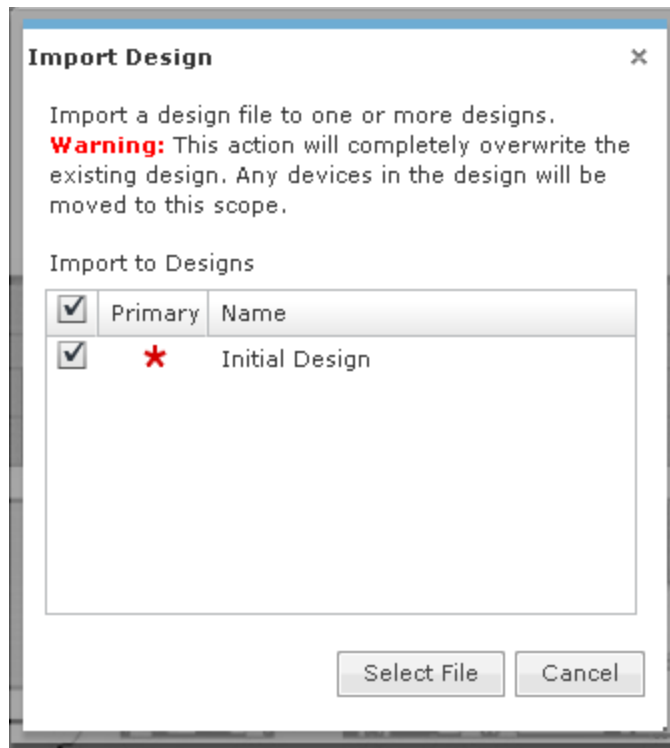 Import Design
Import a design file to one or more designs.
Warning: This action will completely overwrite the
existing design. Any devices in the design will be
moved to this scope.
Import to Designs
Primary Name
Initial Design
Select File Cancel